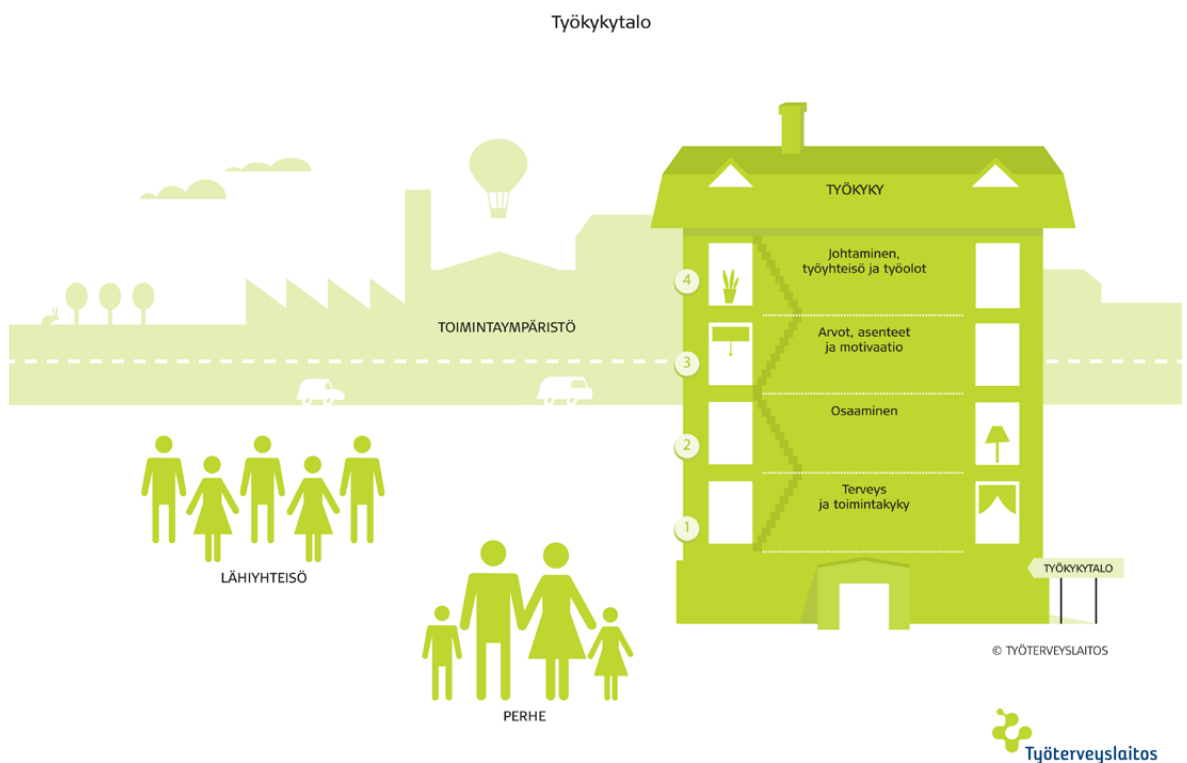 Työkykytalo
TYÖKYKY
4
Johtaminen,
työyhteisö ja työolot
TOIMINTAYMPÄRISTÖ
3
Arvot, asenteet
ja motivaatio
2
Osaaminen
1
Terveys
ja toimintakyky
LÄHIYHTEISÖ
TYÖKYKYTALO
© TYÖTERVEYSLAITOS
PERHE
Työterveyslaitos